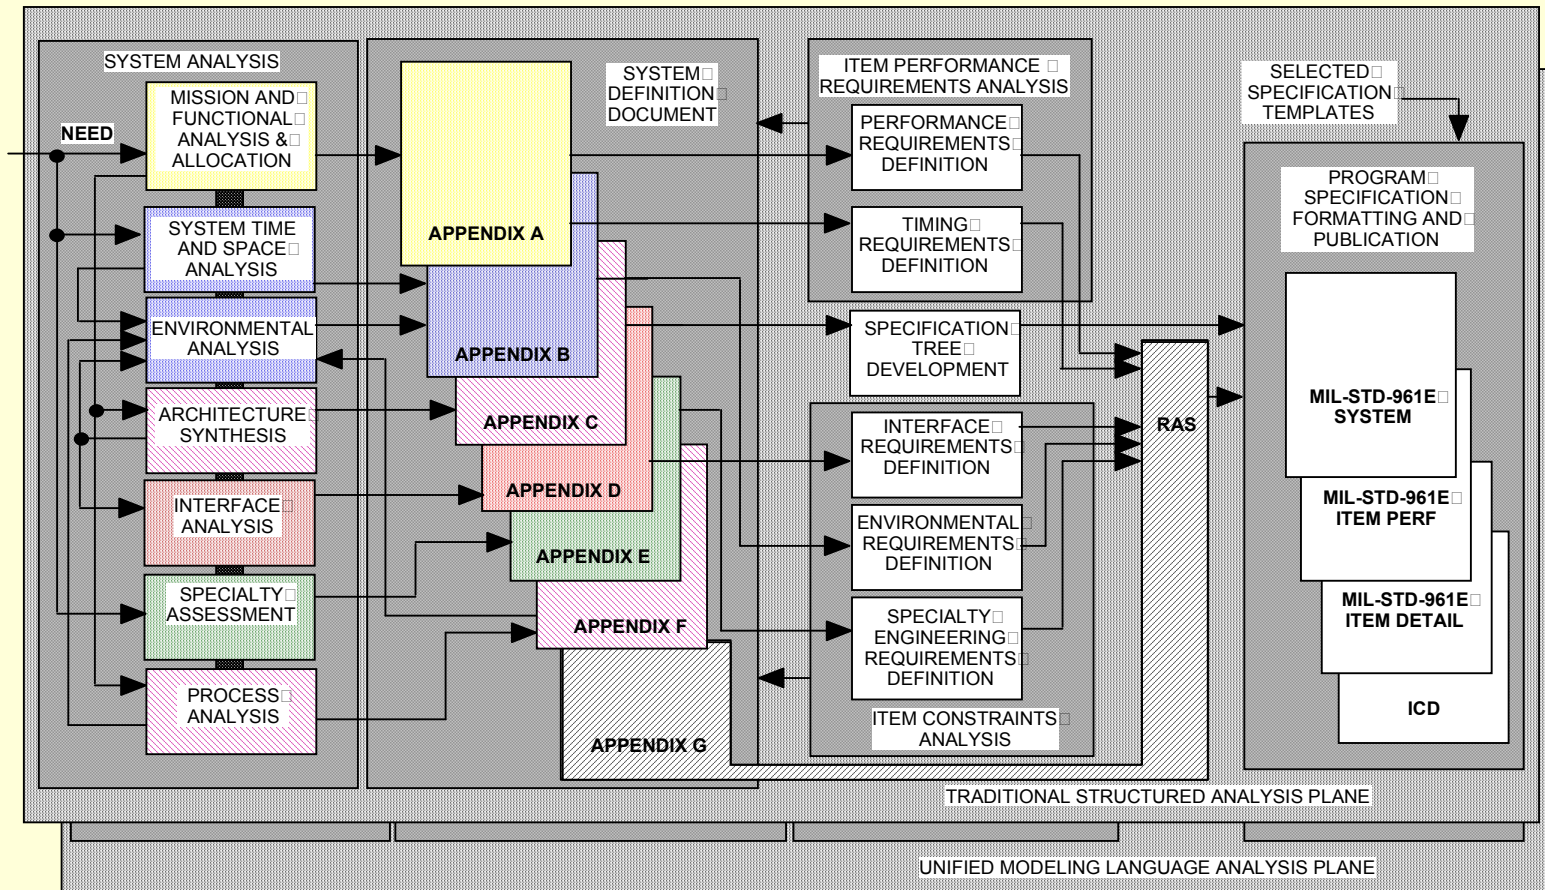 SYSTEM ANALYSIS
NEED
MISSION AND
FUNCTIONAL
ANALYSIS &
ALLOCATION
SYSTEM TIME
AND SPACE
ANALYSIS
ENVIRONMENTAL
ANALYSIS
ARCHITECTURE
SYNTHESIS
INTERFACE
ANALYSIS
SPECIALTY
ASSESSMENT
PROCESS
ANALYSIS
SYSTEM
DEFINITION
DOCUMENT
APPENDIX A
APPENDIX B
APPENDIX C
APPENDIX D
APPENDIX E
APPENDIX F
APPENDIX G
ITEM PERFORMANCE
REQUIREMENTS ANALYSIS
PERFORMANCE
REQUIREMENTS
DEFINITION
TIMING
REQUIREMENTS
DEFINITION
SPECIFICATION
TREE
DEVELOPMENT
INTERFACE
REQUIREMENTS
DEFINITION
ENVIRONMENTAL
REQUIREMENTS
DEFINITION
SPECIALTY
ENGINEERING
REQUIREMENTS
DEFINITION
ITEM CONSTRAINTS
ANALYSIS
RAS
SELECTED
SPECIFICATION
TEMPLATES
PROGRAM
SPECIFICATION
FORMATTING AND
PUBLICATION
MIL-STD-961E
SYSTEM
MIL-STD-961E
ITEM PERF
MIL-STD-961E
ITEM DETAIL
ICD
TRADITIONAL STRUCTURED ANALYSIS PLANE
UNIFIED MODELING LANGUAGE ANALYSIS PLANE